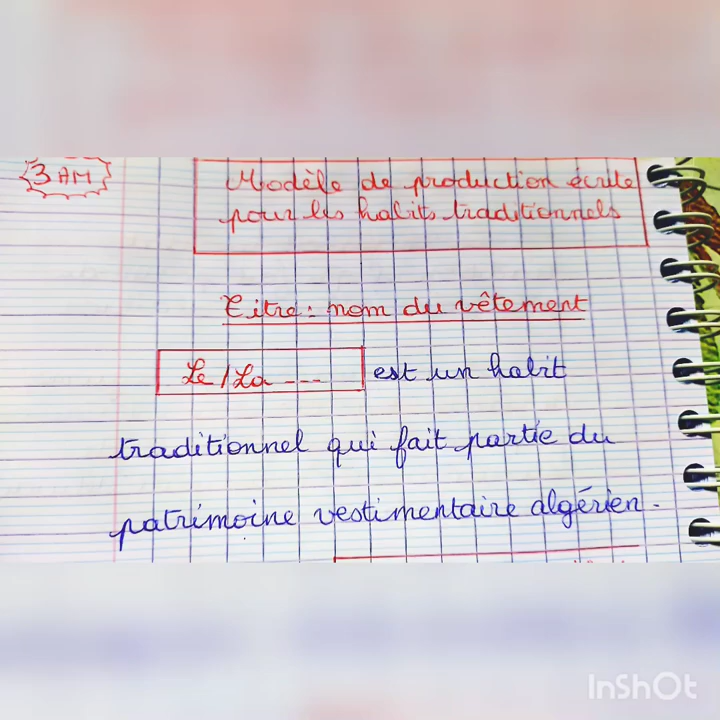 3 AM
Modèle de production écrite
pour les habits traditionnels
Titre : nom du vêtement
Le / La --- est un habit
traditionnel qui fait partie du
patrimoine vestimentaire algérien.
InShOt